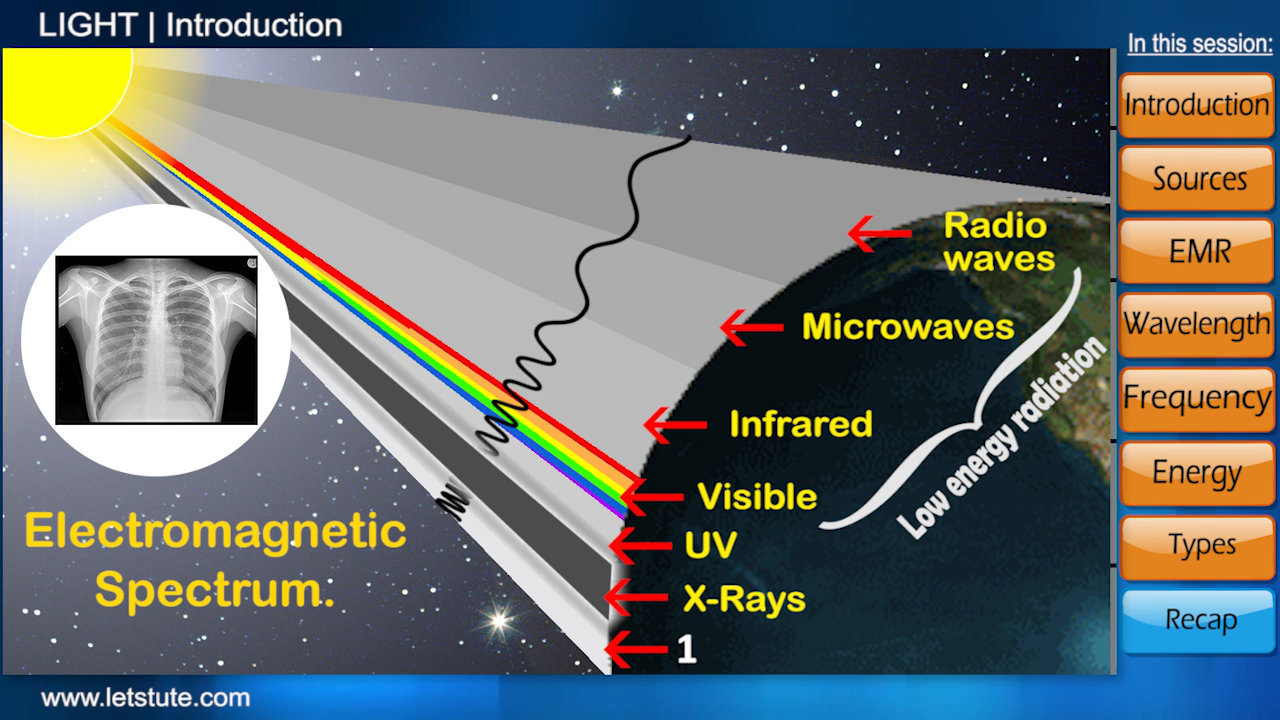 LIGHT | Introduction
In this session:
Introduction
Sources
EMR
Wavelength
Frequency
Energy
Types
Recap
Radio
waves
Microwaves
Infrared
Visible
UV
X-Rays
1
Low energy radiation
Electromagnetic
Spectrum.
www.letstute.com